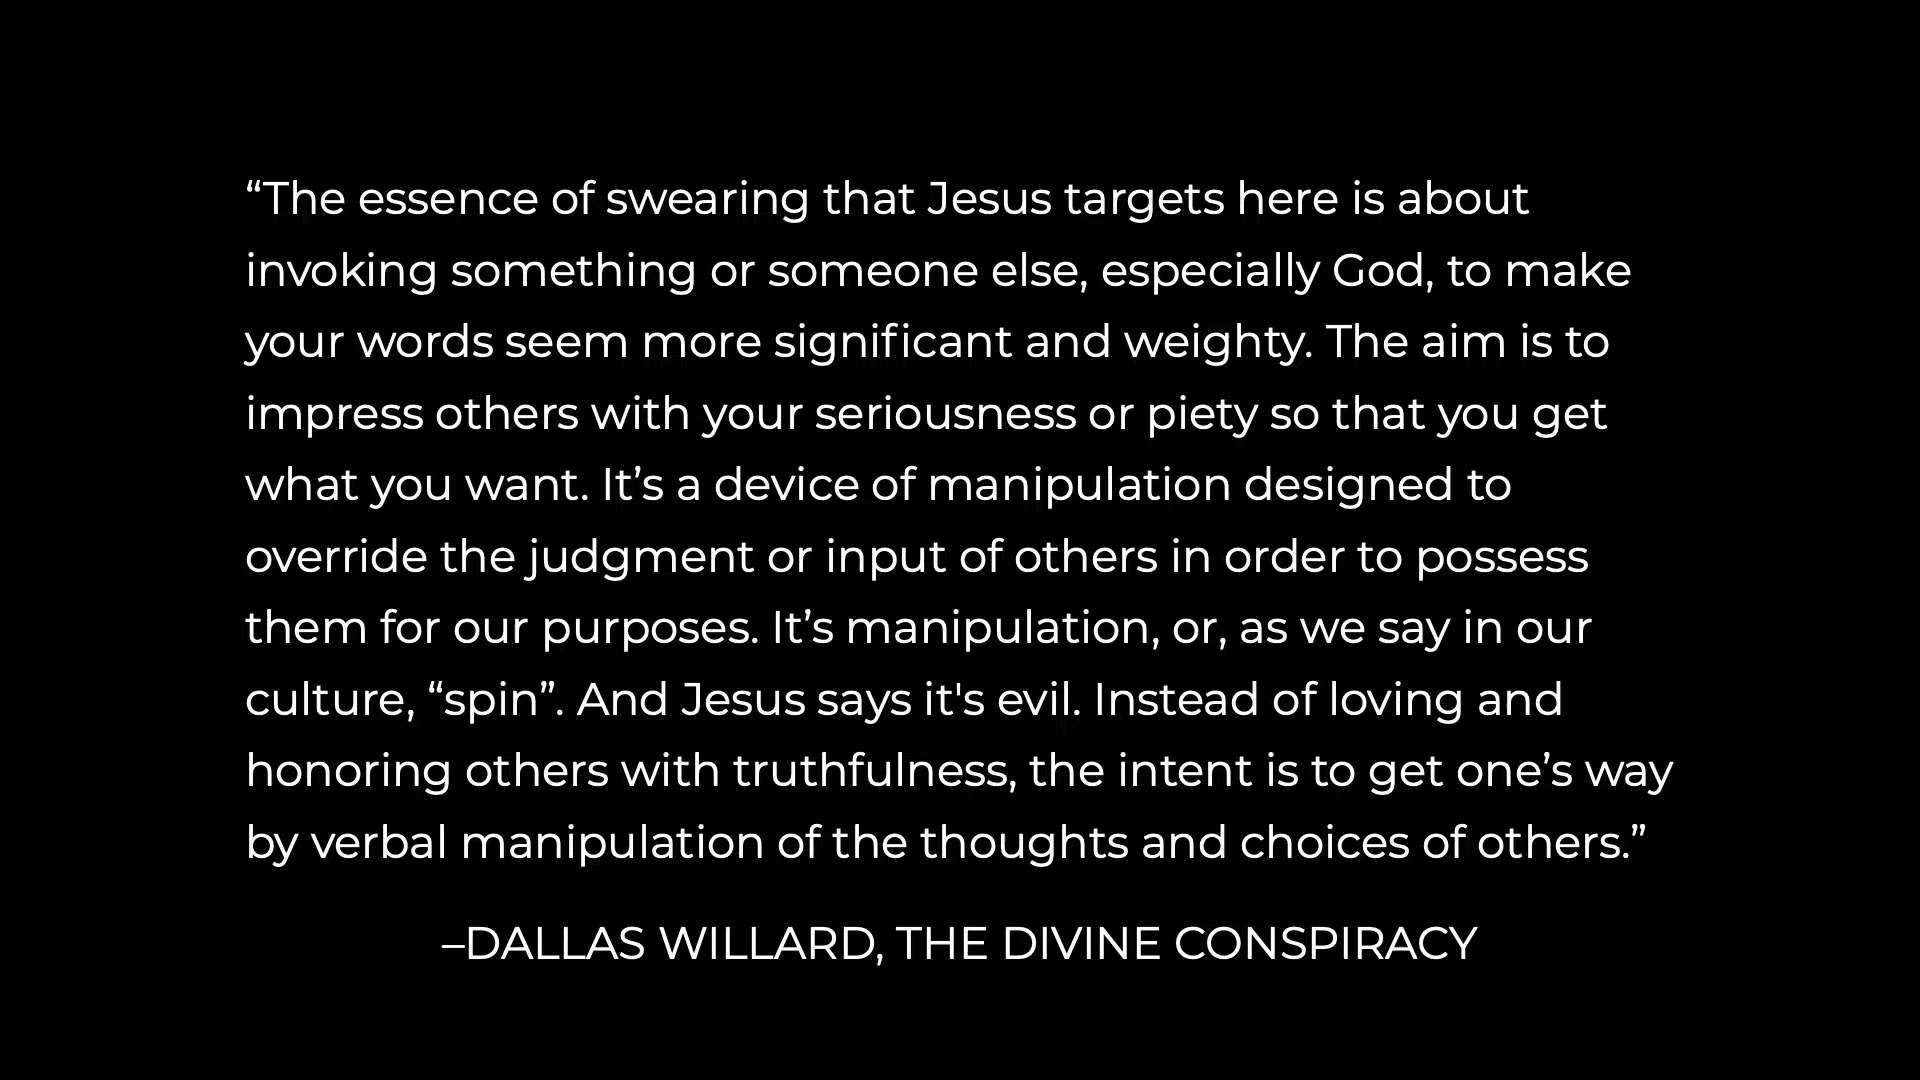 “The essence of swearing that Jesus targets here is about
invoking something or someone else, especially God, to make
your words seem more significant and weighty. The aim is to
impress others with your seriousness or piety so that you get
what you want. It’s a device of manipulation designed to
override the judgment or input of others in order to possess
them for our purposes. It’s manipulation, or, as we say in our
culture, “spin”. And Jesus says it's evil. Instead of loving and
honoring others with truthfulness, the intent is to get one’s way
by verbal manipulation of the thoughts and choices of others.”
–DALLAS WILLARD, THE DIVINE CONSPIRACY